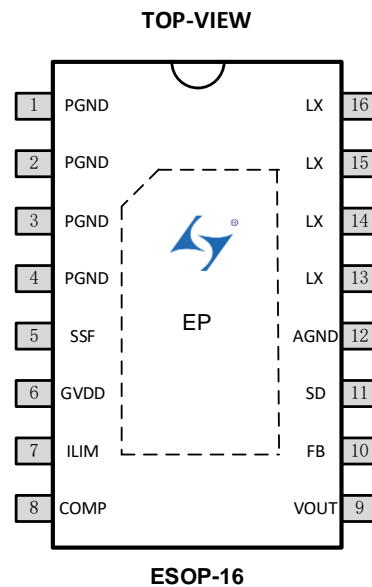 TOP-VIEW
1 PGND LX 16
2 PGND LX 15
3 PGND LX 14
4 PGND LX 13
®
EP
5 SSF AGND 12
6 GVDD SD 11
7 ILIM FB 10
8 COMP VOUT 9
ESOP-16